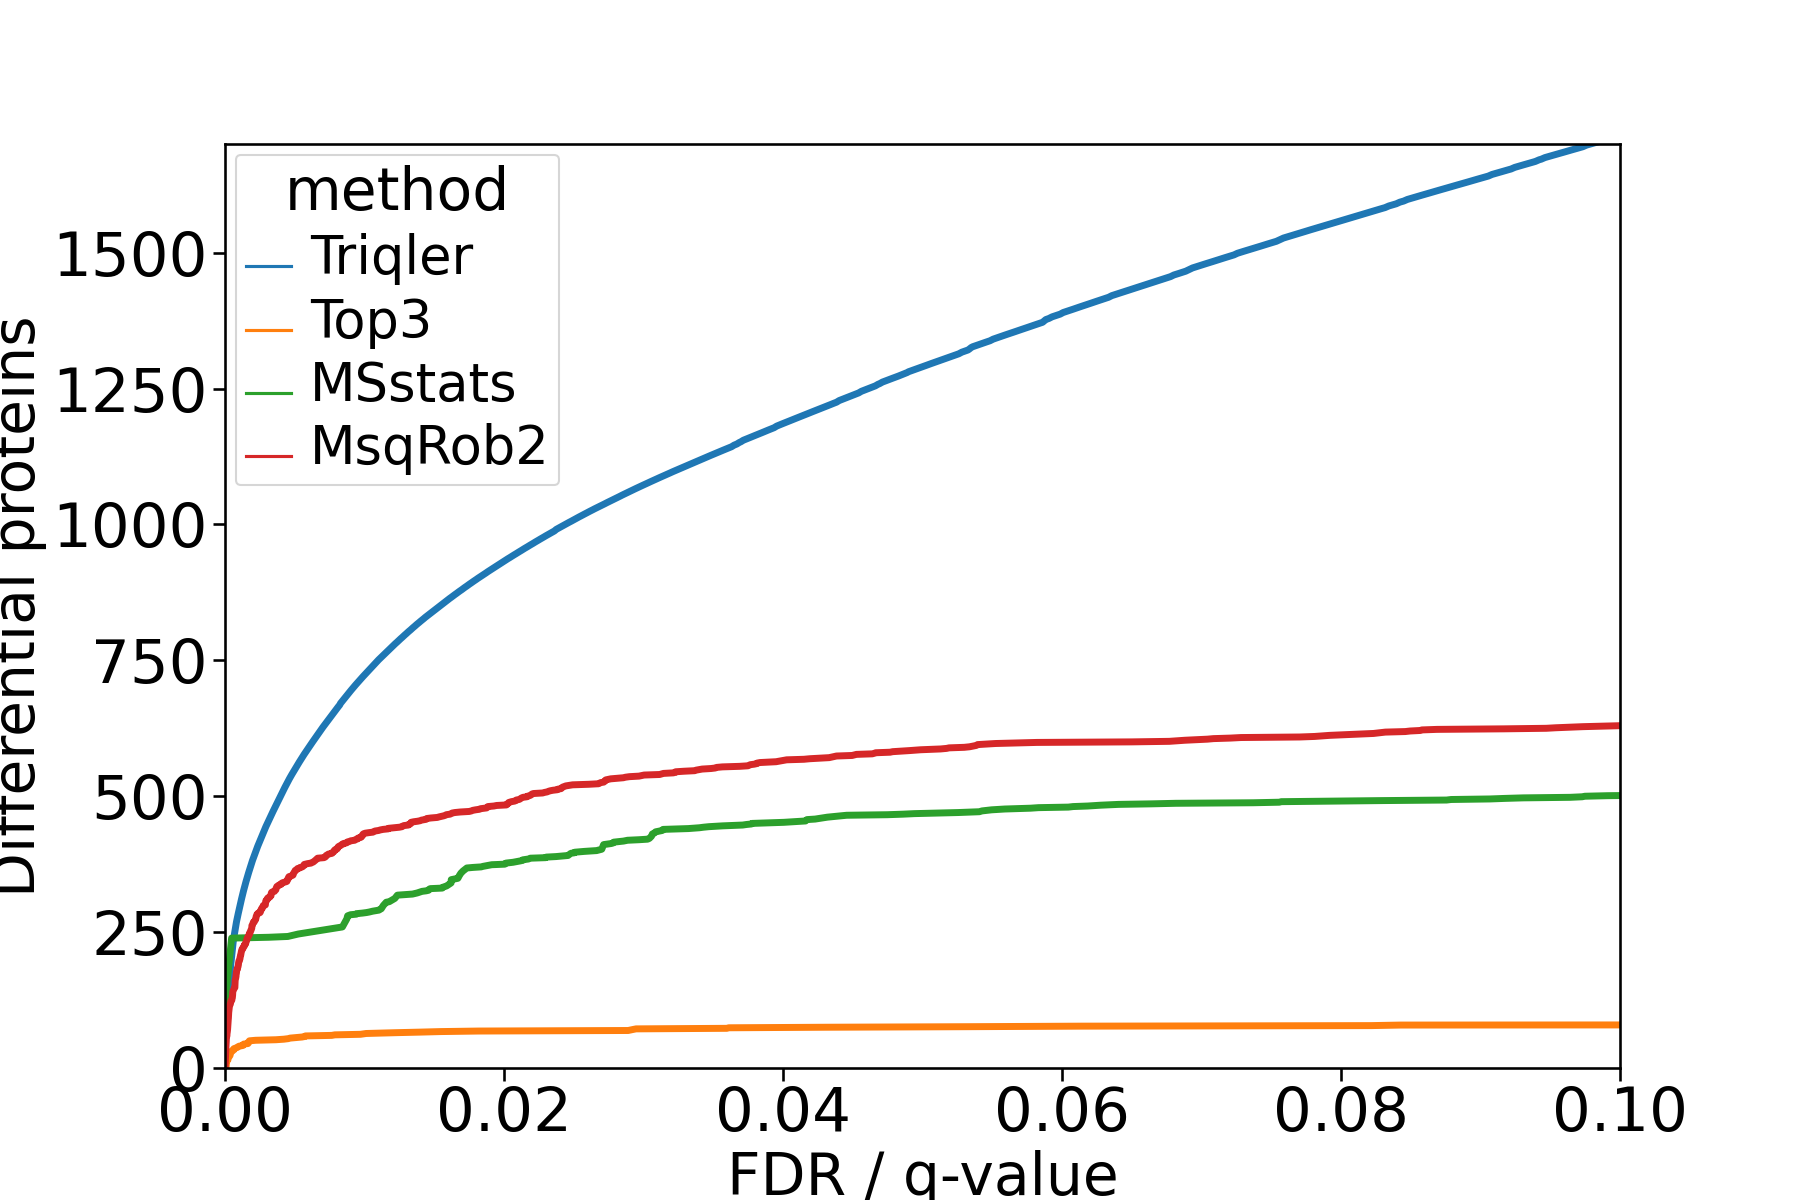 method
Triqler
Top3
MSstats
MsqRob2
1500
1250
1000
750
500
250
0
Differential proteins
0.00 0.02 0.04 0.06 0.08 0.10
FDR / q-value